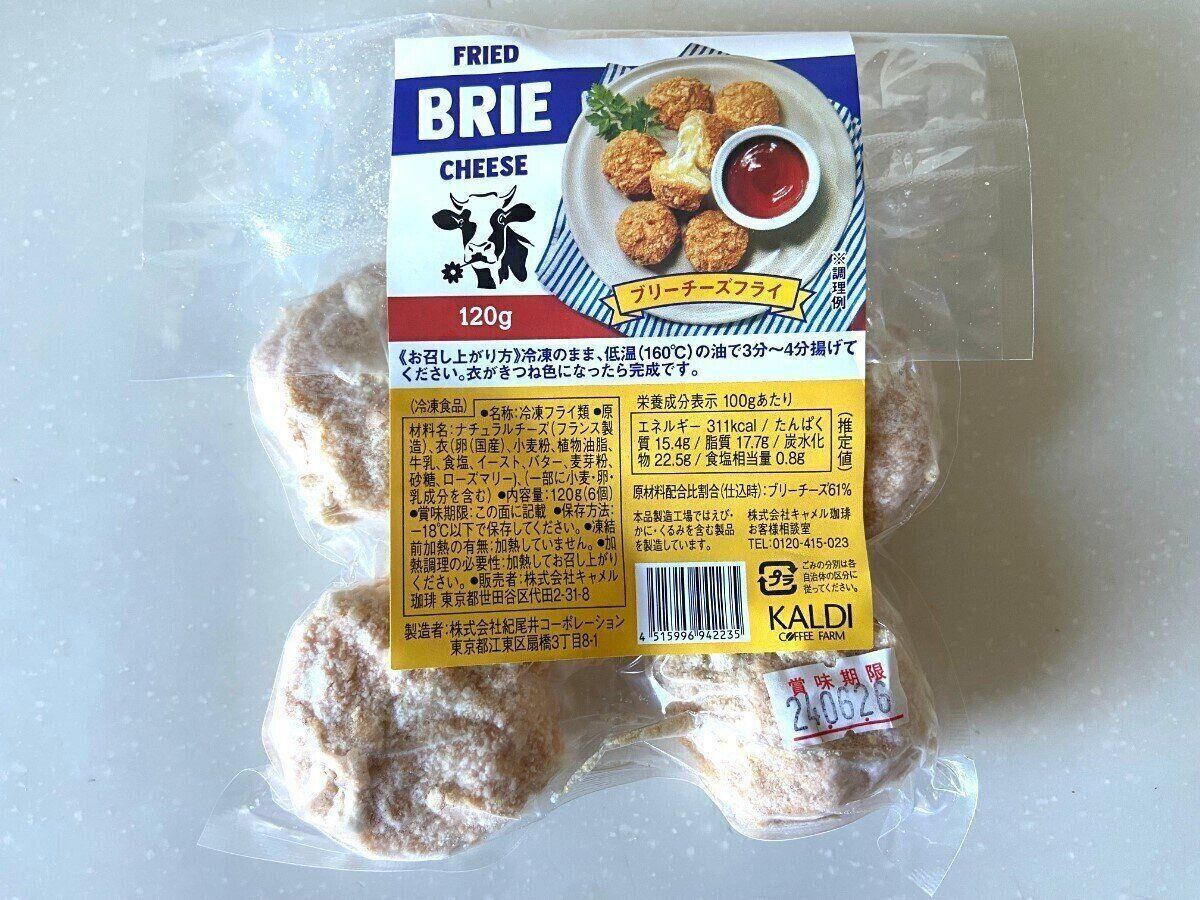 FRIED
BRIE
CHEESE
120g
ブリーチーズフライ
※調理例
《お召し上がり方》冷凍のまま、低温(160℃)の油で3分〜4分揚げて
ください。衣がきつね色になったら完成です。
(冷凍食品) ●名称:冷凍フライ類 ●原
材料名:ナチュラルチーズ(フランス製
造)、衣(卵(国産)、小麦粉、植物油脂、
牛乳、食塩、イースト、バター、麦芽粉、
砂糖、ローズマリー)、(一部に小麦・卵・
乳成分を含む) ●内容量:120g(6個)
●賞味期限:この面に記載 ●保存方法:
−18℃以下で保存してください。●凍結
前加熱の有無:加熱していません。●加
熱調理の必要性:加熱してお召し上がり
ください。●販売者:株式会社キャメル
珈琲 東京都世田谷区代田2-31-8
製造者:株式会社紀尾井コーポレーション
東京都江東区扇橋3丁目8-1
栄養成分表示 100gあたり
エネルギー 311kcal / たんぱく
質 15.4g / 脂質 17.7g / 炭水化
物 22.5g / 食塩相当量 0.8g
(推定値)
原材料配合比割合(仕込時):ブリーチーズ61%
本品製造工場ではえび・
かに・くるみを含む製品
を製造しています。
株式会社キャメル珈琲
お客様相談室
TEL:0120-415-023
プラ
ごみの分別は各
自治体の区分に
従ってください。
4 515996 942235
KALDI
COFFEE FARM
賞味期限
24.06.26